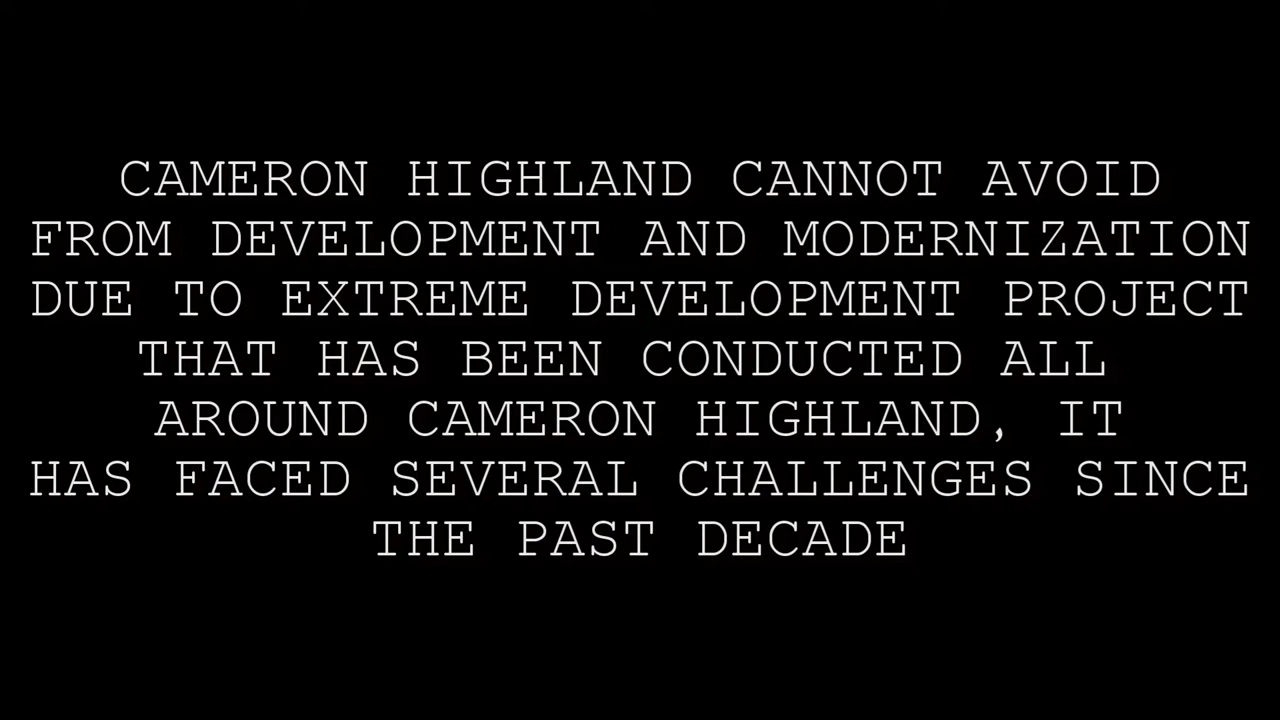 CAMERON HIGHLAND CANNOT AVOID
FROM DEVELOPMENT AND MODERNIZATION
DUE TO EXTREME DEVELOPMENT PROJECT
THAT HAS BEEN CONDUCTED ALL
AROUND CAMERON HIGHLAND, IT
HAS FACED SEVERAL CHALLENGES SINCE
THE PAST DECADE